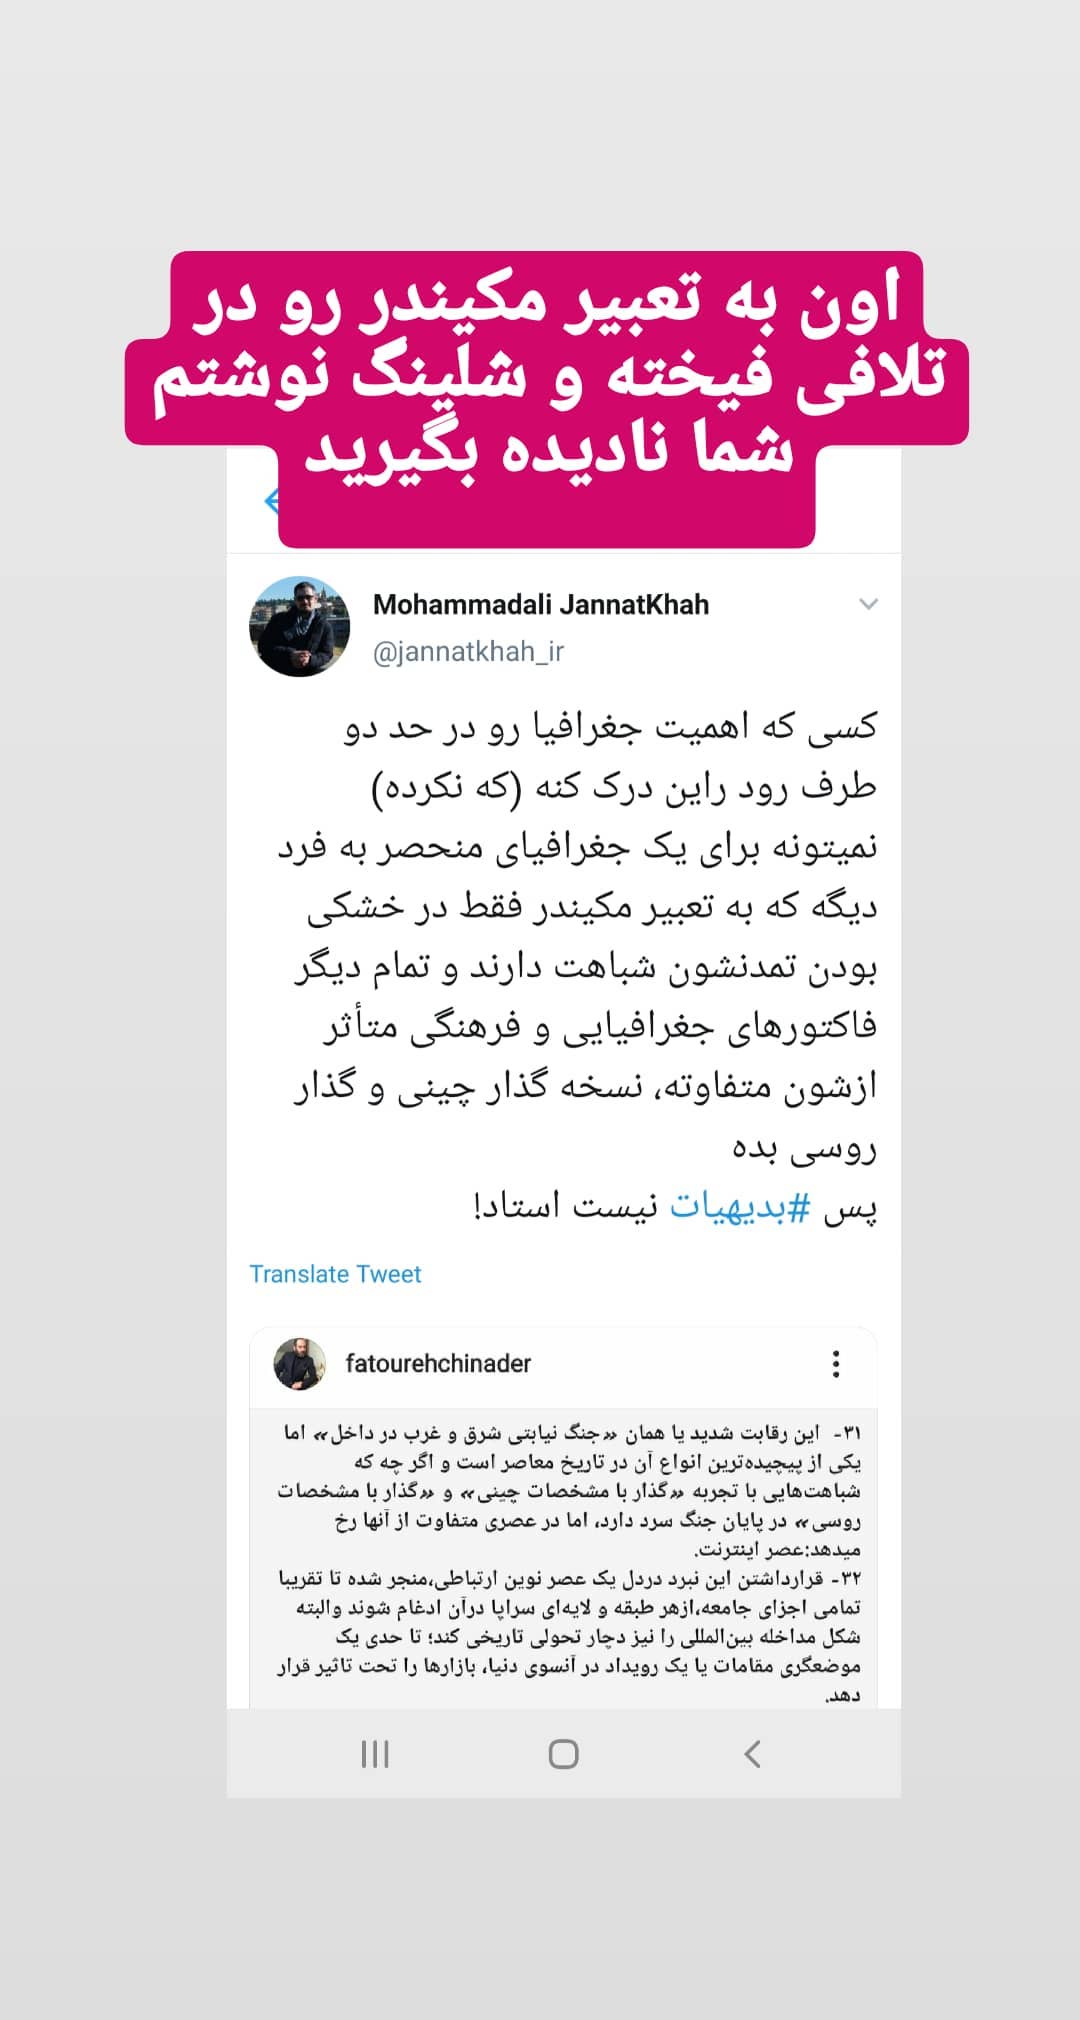 اون به تعبیر مکیندر رو در
تلافی فیخته و شلینگ نوشتم
شما نادیده بگیرید
Mohammadali JannatKhah
@jannatkhah_ir
کسی که اهمیت جغرافیا رو در حد دو
طرف رود راین درک کنه (که نکرده)
نمیتونه برای یک جغرافیای منحصر به فرد
دیگه که به تعبیر مکیندر فقط در خشکی
بودن تمدنشون شباهت دارند و تمام دیگر
فاکتورهای جغرافیایی و فرهنگی متأثر
ازشون متفاوته، نسخه گذار چینی و گذار
روسی بده
پس #بدیهیات نیست استاد!
Translate Tweet
fatourehchinader
۳۱- این رقابت شدید یا همان «جنگ نیابتی شرق و غرب در داخل» اما
یکی از پیچیده‌ترین انواع آن در تاریخ معاصر است و اگر چه که
شباهت‌هایی با تجربه «گذار با مشخصات چینی» و «گذار با مشخصات
روسی» در پایان جنگ سرد دارد، اما در عصری متفاوت از آنها رخ
میدهد:عصر اینترنت.
۳۲- قرارداشتن این نبرد دردل یک عصر نوین ارتباطی،منجر شده تا تقریبا
تمامی اجزای جامعه،ازهر طبقه و لایه‌ای سراپا درآن ادغام شوند والبته
شکل مداخله بین‌المللی را نیز دچار تحولی تاریخی کند؛ تا حدی یک
موضعگری مقامات یا یک رویداد در آنسوی دنیا، بازارها را تحت تاثیر قرار
دهد.